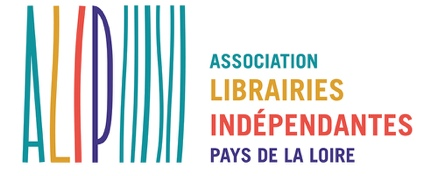 ALIP
ASSOCIATION
LIBRAIRIES
INDÉPENDANTES
PAYS DE LA LOIRE